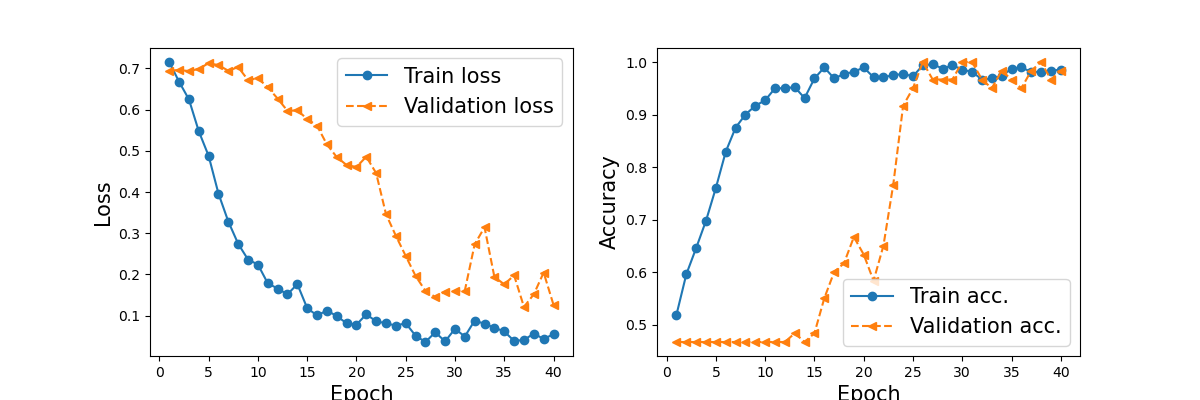 Train loss
Validation loss
0.7
0.6
0.5
0.4
0.3
0.2
0.1
Loss
0 5 10 15 20 25 30 35 40
Epoch
1.0
0.9
0.8
0.7
0.6
0.5
Accuracy
Train acc.
Validation acc.
0 5 10 15 20 25 30 35 40
Epoch